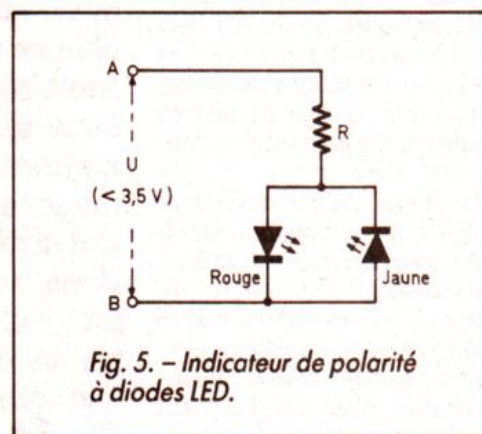 A
R
U
(< 3,5 V)
Rouge
Jaune
B
Fig. 5. – Indicateur de polarité
à diodes LED.